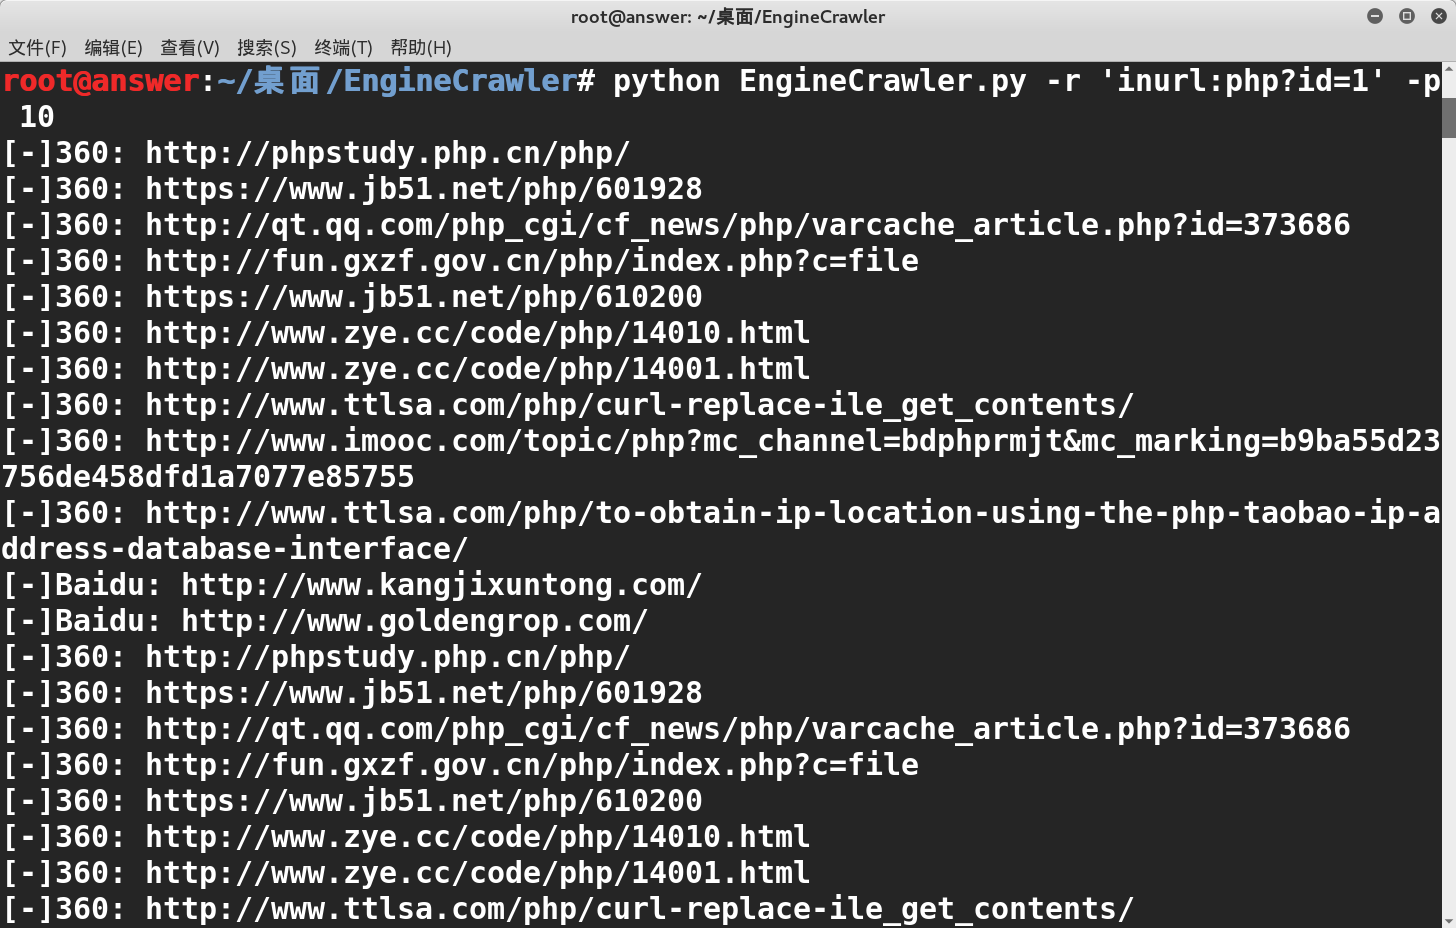 root@answer: ~/桌面/EngineCrawler
文件(F) 编辑(E) 查看(V) 搜索(S) 终端(T) 帮助(H)
root@answer:~/桌面/EngineCrawler# python EngineCrawler.py -r 'inurl:php?id=1' -p
 10
[-]360: http://phpstudy.php.cn/php/
[-]360: https://www.jb51.net/php/601928
[-]360: http://qt.qq.com/php_cgi/cf_news/php/varcache_article.php?id=373686
[-]360: http://fun.gxzf.gov.cn/php/index.php?c=file
[-]360: https://www.jb51.net/php/610200
[-]360: http://www.zye.cc/code/php/14010.html
[-]360: http://www.zye.cc/code/php/14001.html
[-]360: http://www.ttlsa.com/php/curl-replace-ile_get_contents/
[-]360: http://www.imooc.com/topic/php?mc_channel=bdphprmjt&mc_marking=b9ba55d23
756de458dfd1a7077e85755
[-]360: http://www.ttlsa.com/php/to-obtain-ip-location-using-the-php-taobao-ip-a
ddress-database-interface/
[-]Baidu: http://www.kangjixuntong.com/
[-]Baidu: http://www.goldengrop.com/
[-]360: http://phpstudy.php.cn/php/
[-]360: https://www.jb51.net/php/601928
[-]360: http://qt.qq.com/php_cgi/cf_news/php/varcache_article.php?id=373686
[-]360: http://fun.gxzf.gov.cn/php/index.php?c=file
[-]360: https://www.jb51.net/php/610200
[-]360: http://www.zye.cc/code/php/14010.html
[-]360: http://www.zye.cc/code/php/14001.html
[-]360: http://www.ttlsa.com/php/curl-replace-ile_get_contents/